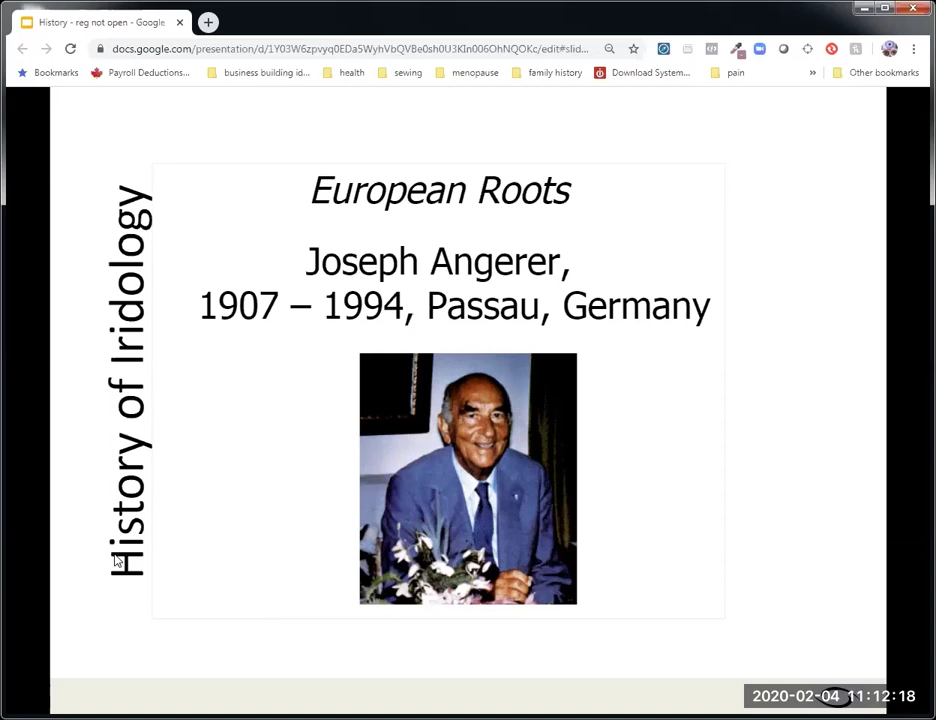 History - reg not open - Google
docs.google.com/presentation/d/1Y03W6zpvyq0EDa5WyhVbQVBe0sh0U3KIn006OhNQOKc/edit#slid...
Bookmarks
Payroll Deductions...
business building id...
health
sewing
menopause
family history
Download System...
pain
»
Other bookmarks
History of Iridology
European Roots
Joseph Angerer,
1907 – 1994, Passau, Germany
2020-02-04 11:12:18